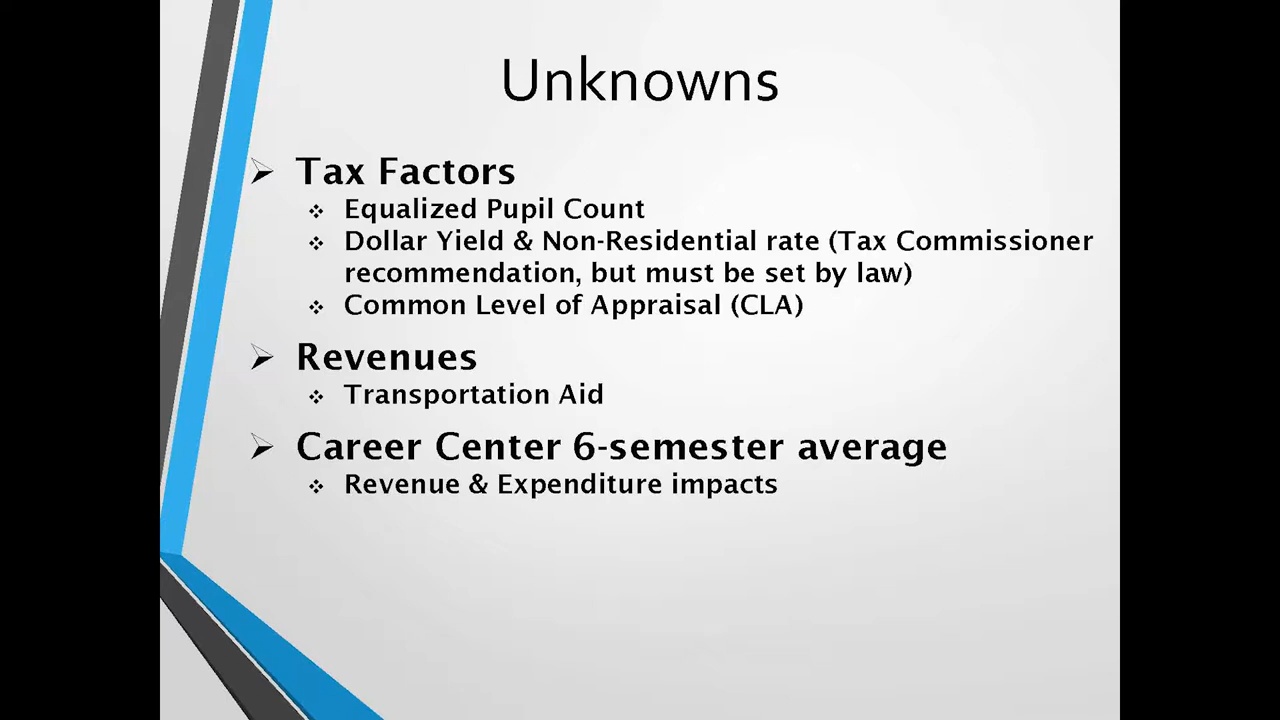 Unknowns
Tax Factors
Equalized Pupil Count
Dollar Yield & Non-Residential rate (Tax Commissioner
recommendation, but must be set by law)
Common Level of Appraisal (CLA)
Revenues
Transportation Aid
Career Center 6-semester average
Revenue & Expenditure impacts